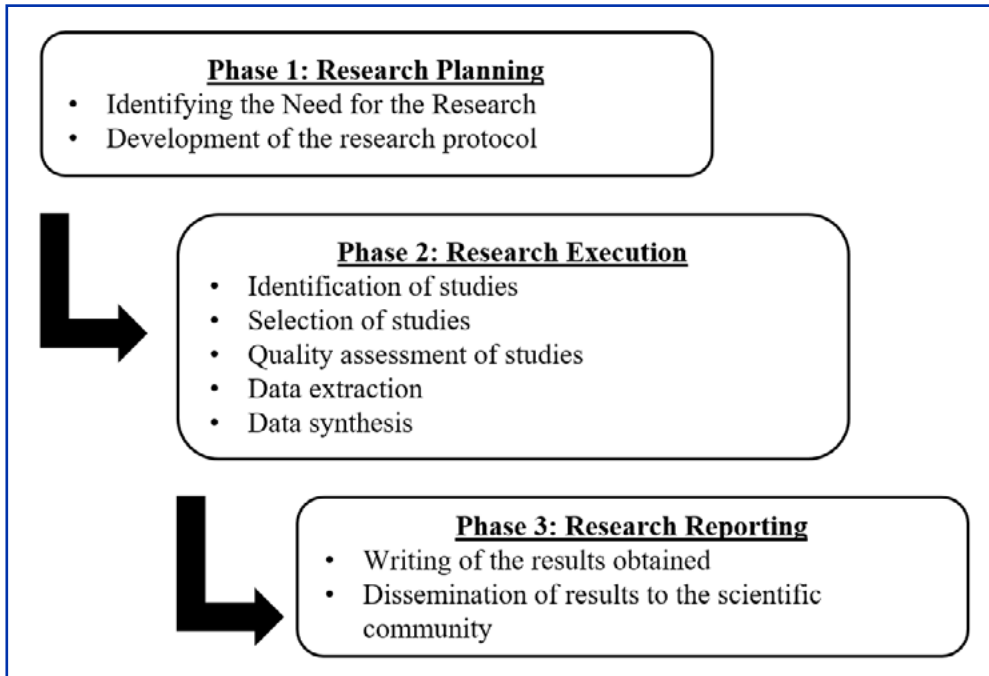 Phase 1: Research Planning
• Identifying the Need for the Research
• Development of the research protocol
Phase 2: Research Execution
• Identification of studies
• Selection of studies
• Quality assessment of studies
• Data extraction
• Data synthesis
Phase 3: Research Reporting
• Writing of the results obtained
• Dissemination of results to the scientific
community